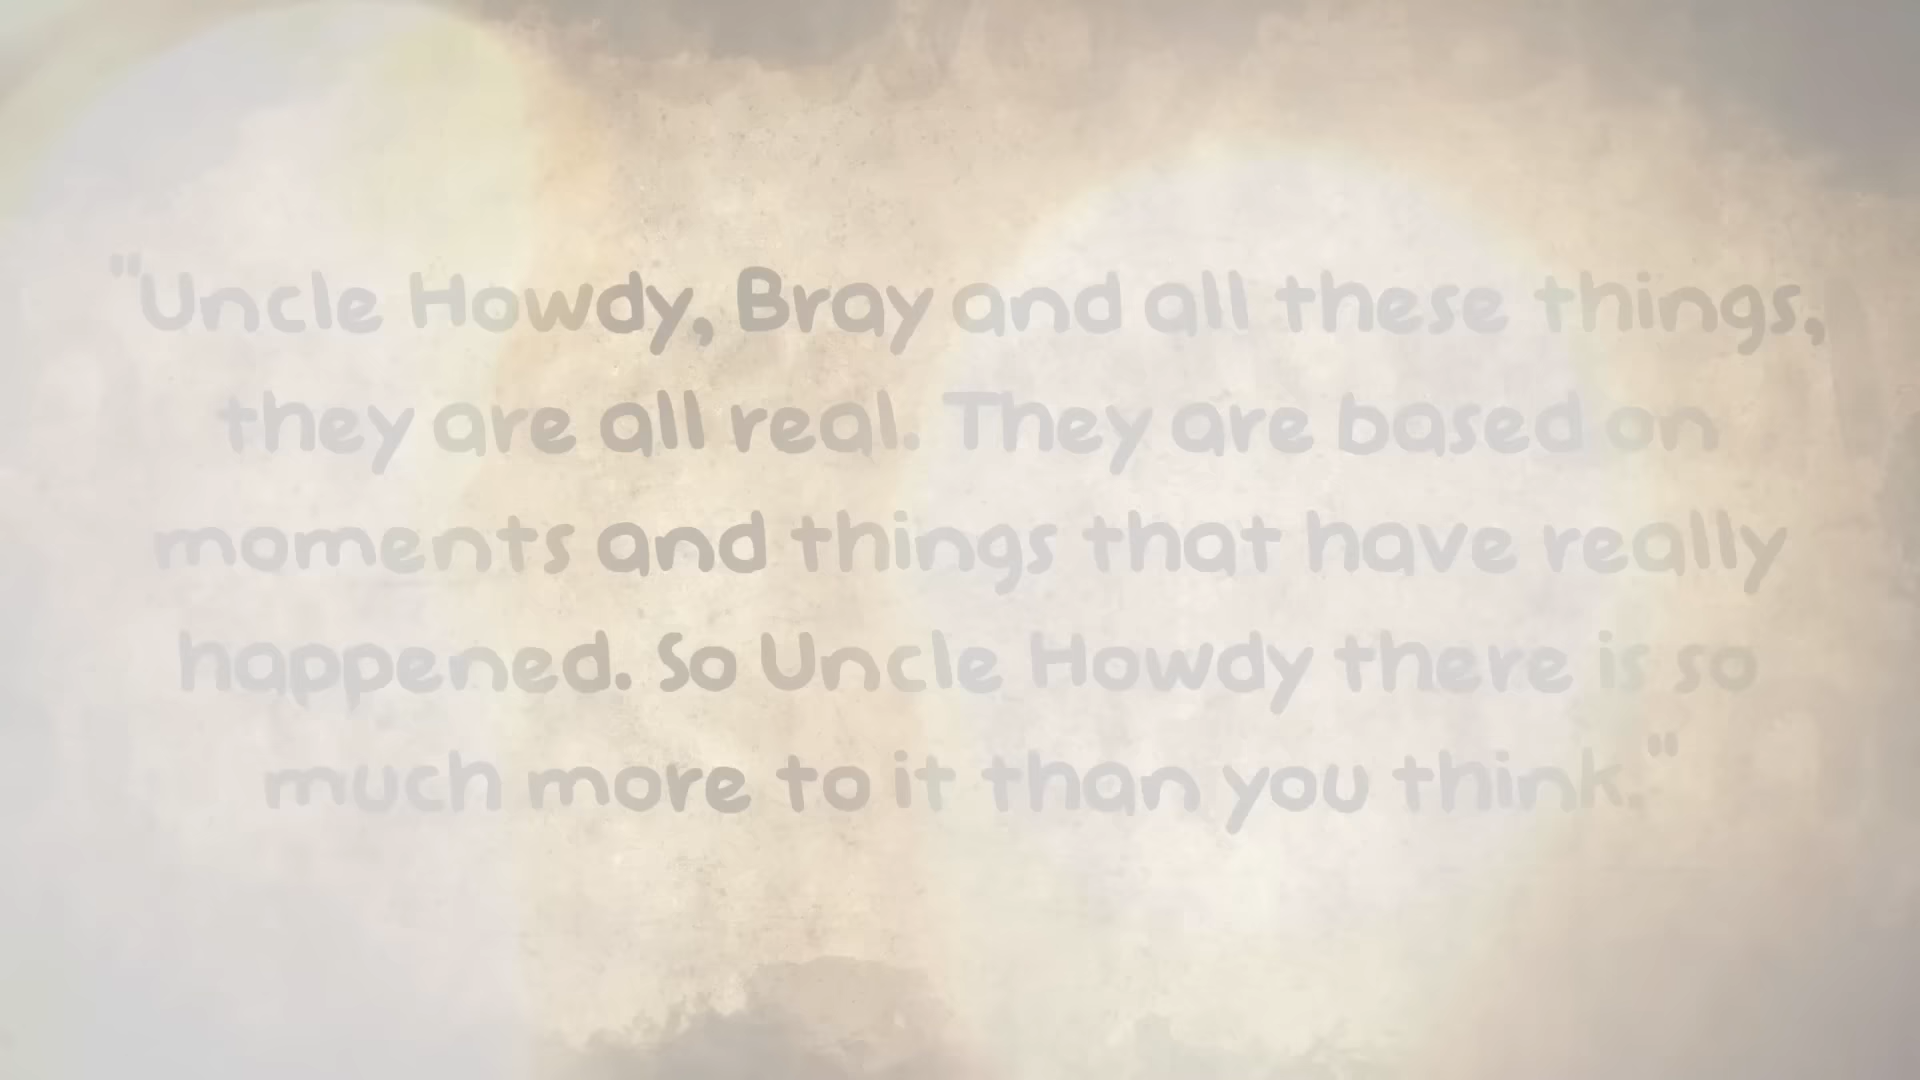 "Uncle Howdy, Bray and all these things,
they are all real. They are based on
moments and things that have really
happened. So Uncle Howdy there is so
much more to it than you think."